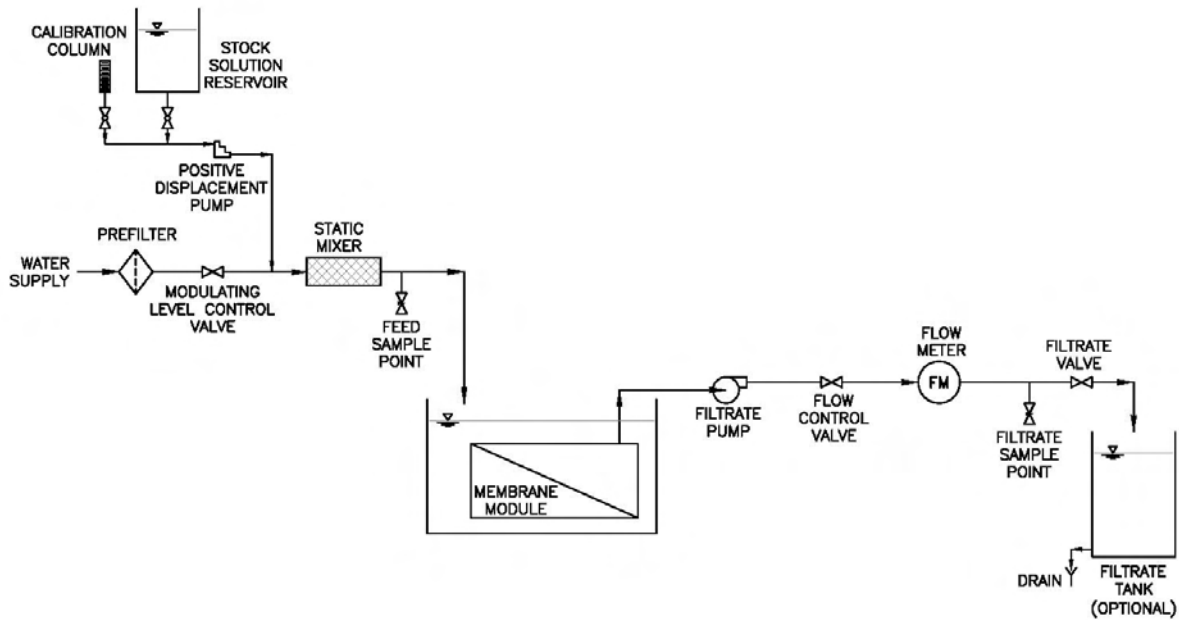 CALIBRATION
COLUMN
STOCK
SOLUTION
RESERVOIR
POSITIVE
DISPLACEMENT
PUMP
PREFILTER
STATIC
MIXER
WATER
SUPPLY
MODULATING
LEVEL CONTROL
VALVE
FEED
SAMPLE
POINT
FLOW
METER
FILTRATE
VALVE
FM
FILTRATE
PUMP
FLOW
CONTROL
VALVE
FILTRATE
SAMPLE
POINT
MEMBRANE
MODULE
DRAIN
FILTRATE
TANK
(OPTIONAL)